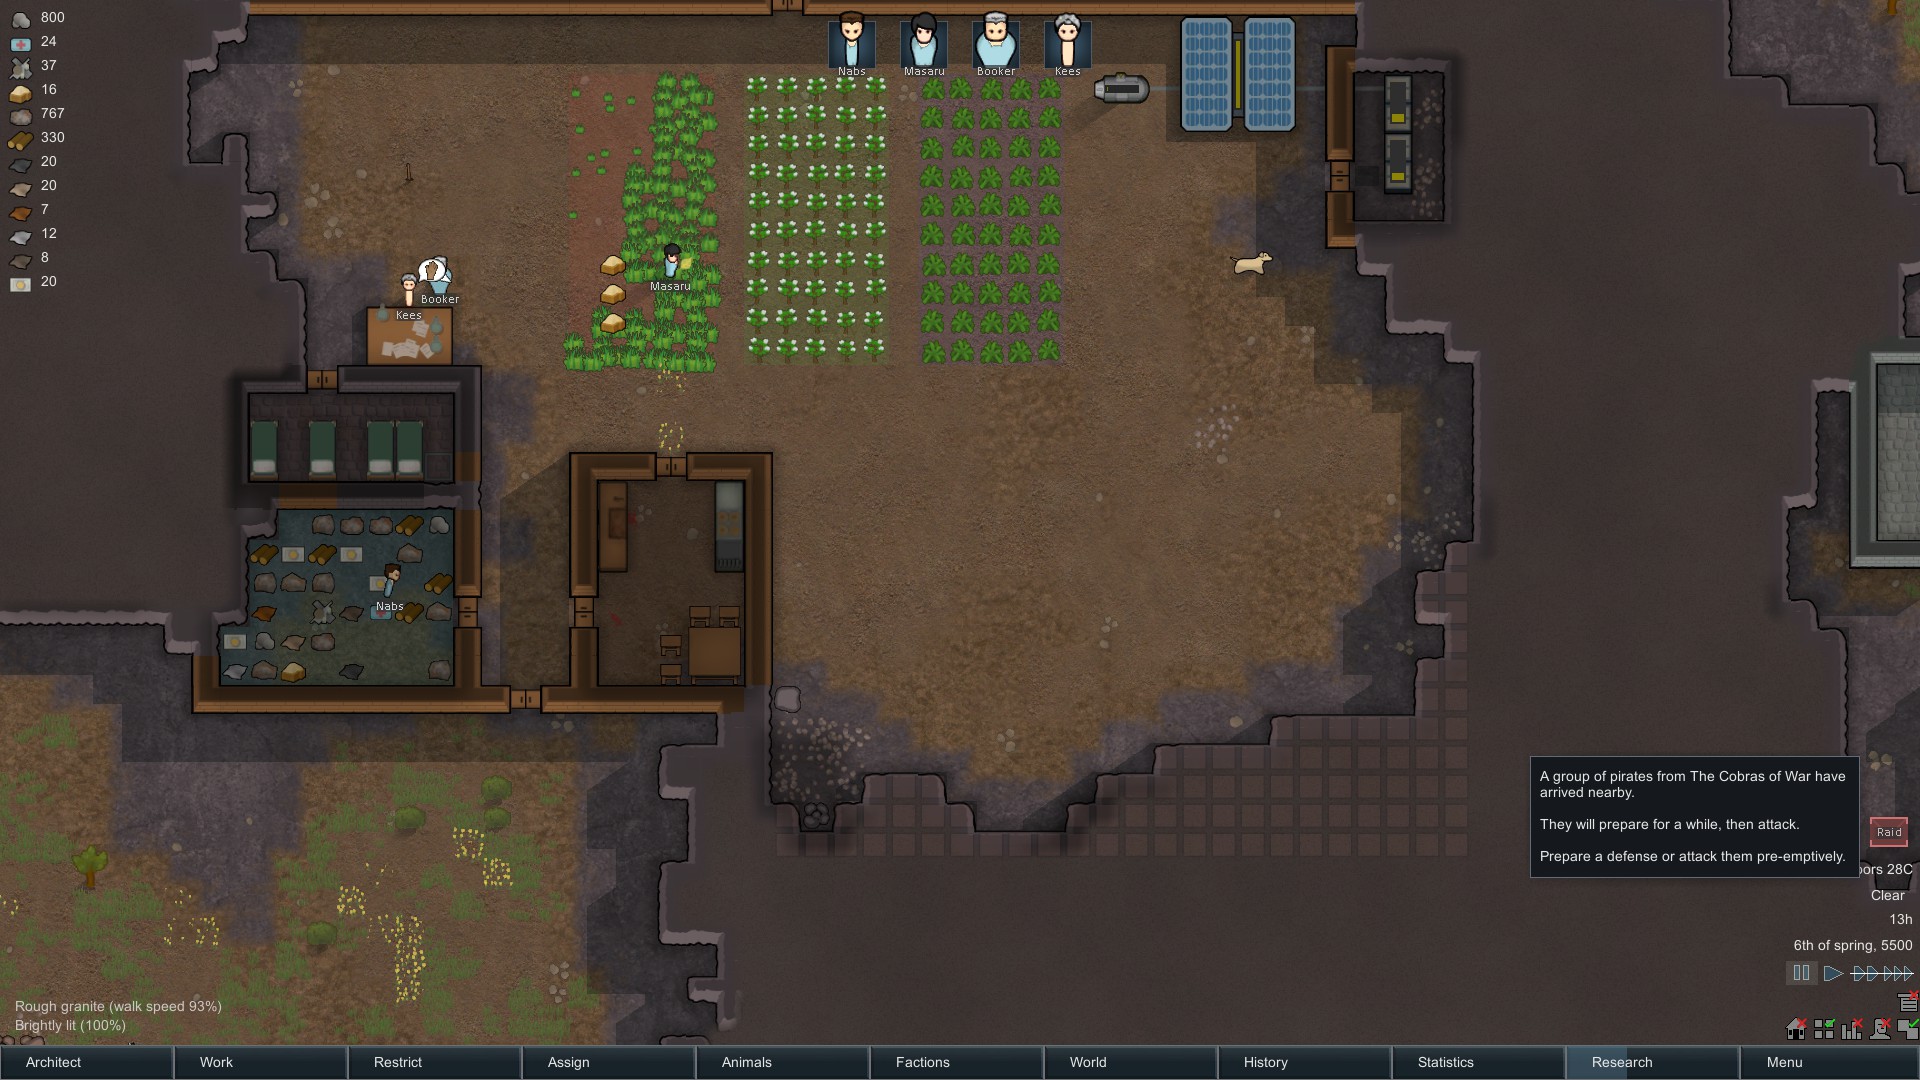 800
24
37
16
767
330
20
20
7
12
8
20
Nabs
Masaru
Booker
Kees
Masaru
Booker
Kees
Nabs
A group of pirates from The Cobras of War have
arrived nearby.
They will prepare for a while, then attack.
Prepare a defense or attack them pre-emptively.
Raid
ors 28C
Clear
13h
6th of spring, 5500
Rough granite (walk speed 93%)
Brightly lit (100%)
Architect
Work
Restrict
Assign
Animals
Factions
World
History
Statistics
Research
Menu